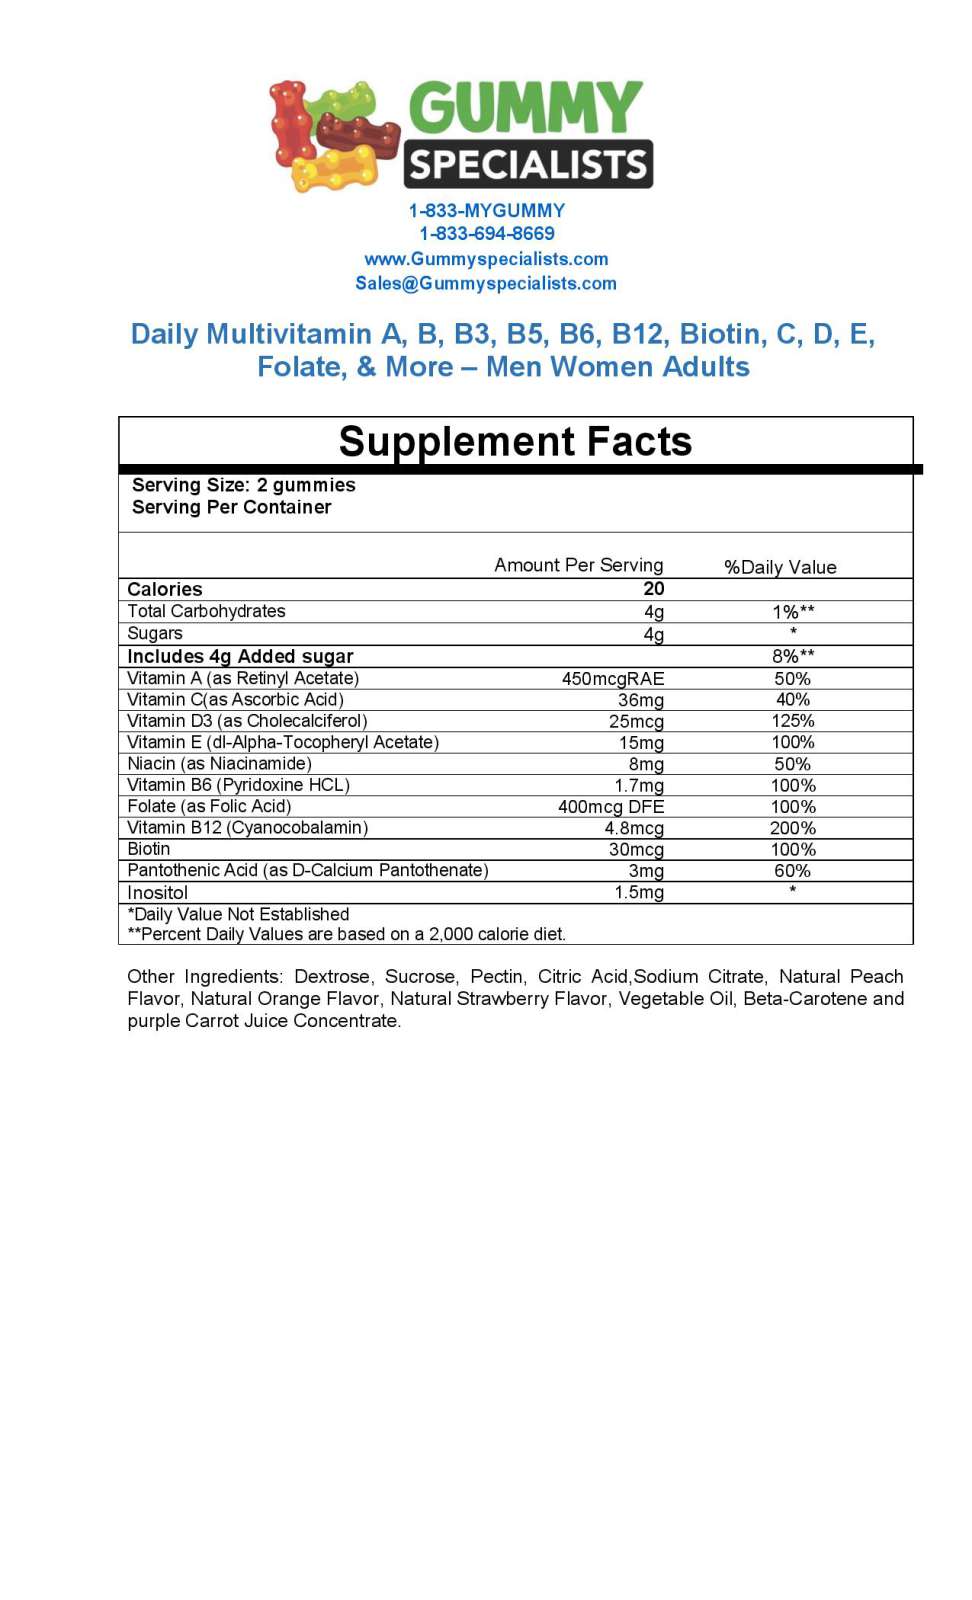 GUMMY
SPECIALISTS
1-833-MYGUMMY
1-833-694-8669
www.Gummyspecialists.com
Sales@Gummyspecialists.com
Daily Multivitamin A, B, B3, B5, B6, B12, Biotin, C, D, E,
Folate, & More – Men Women Adults
Supplement Facts
Serving Size: 2 gummies
Serving Per Container
Amount Per Serving %Daily Value
Calories 20
Total Carbohydrates 4g 1%**
Sugars 4g *
Includes 4g Added sugar 8%**
Vitamin A (as Retinyl Acetate) 450mcgRAE 50%
Vitamin C(as Ascorbic Acid) 36mg 40%
Vitamin D3 (as Cholecalciferol) 25mcg 125%
Vitamin E (dl-Alpha-Tocopheryl Acetate) 15mg 100%
Niacin (as Niacinamide) 8mg 50%
Vitamin B6 (Pyridoxine HCL) 1.7mg 100%
Folate (as Folic Acid) 400mcg DFE 100%
Vitamin B12 (Cyanocobalamin) 4.8mcg 200%
Biotin 30mcg 100%
Pantothenic Acid (as D-Calcium Pantothenate) 3mg 60%
Inositol 1.5mg *
*Daily Value Not Established
**Percent Daily Values are based on a 2,000 calorie diet.
Other Ingredients: Dextrose, Sucrose, Pectin, Citric Acid,Sodium Citrate, Natural Peach
Flavor, Natural Orange Flavor, Natural Strawberry Flavor, Vegetable Oil, Beta-Carotene and
purple Carrot Juice Concentrate.